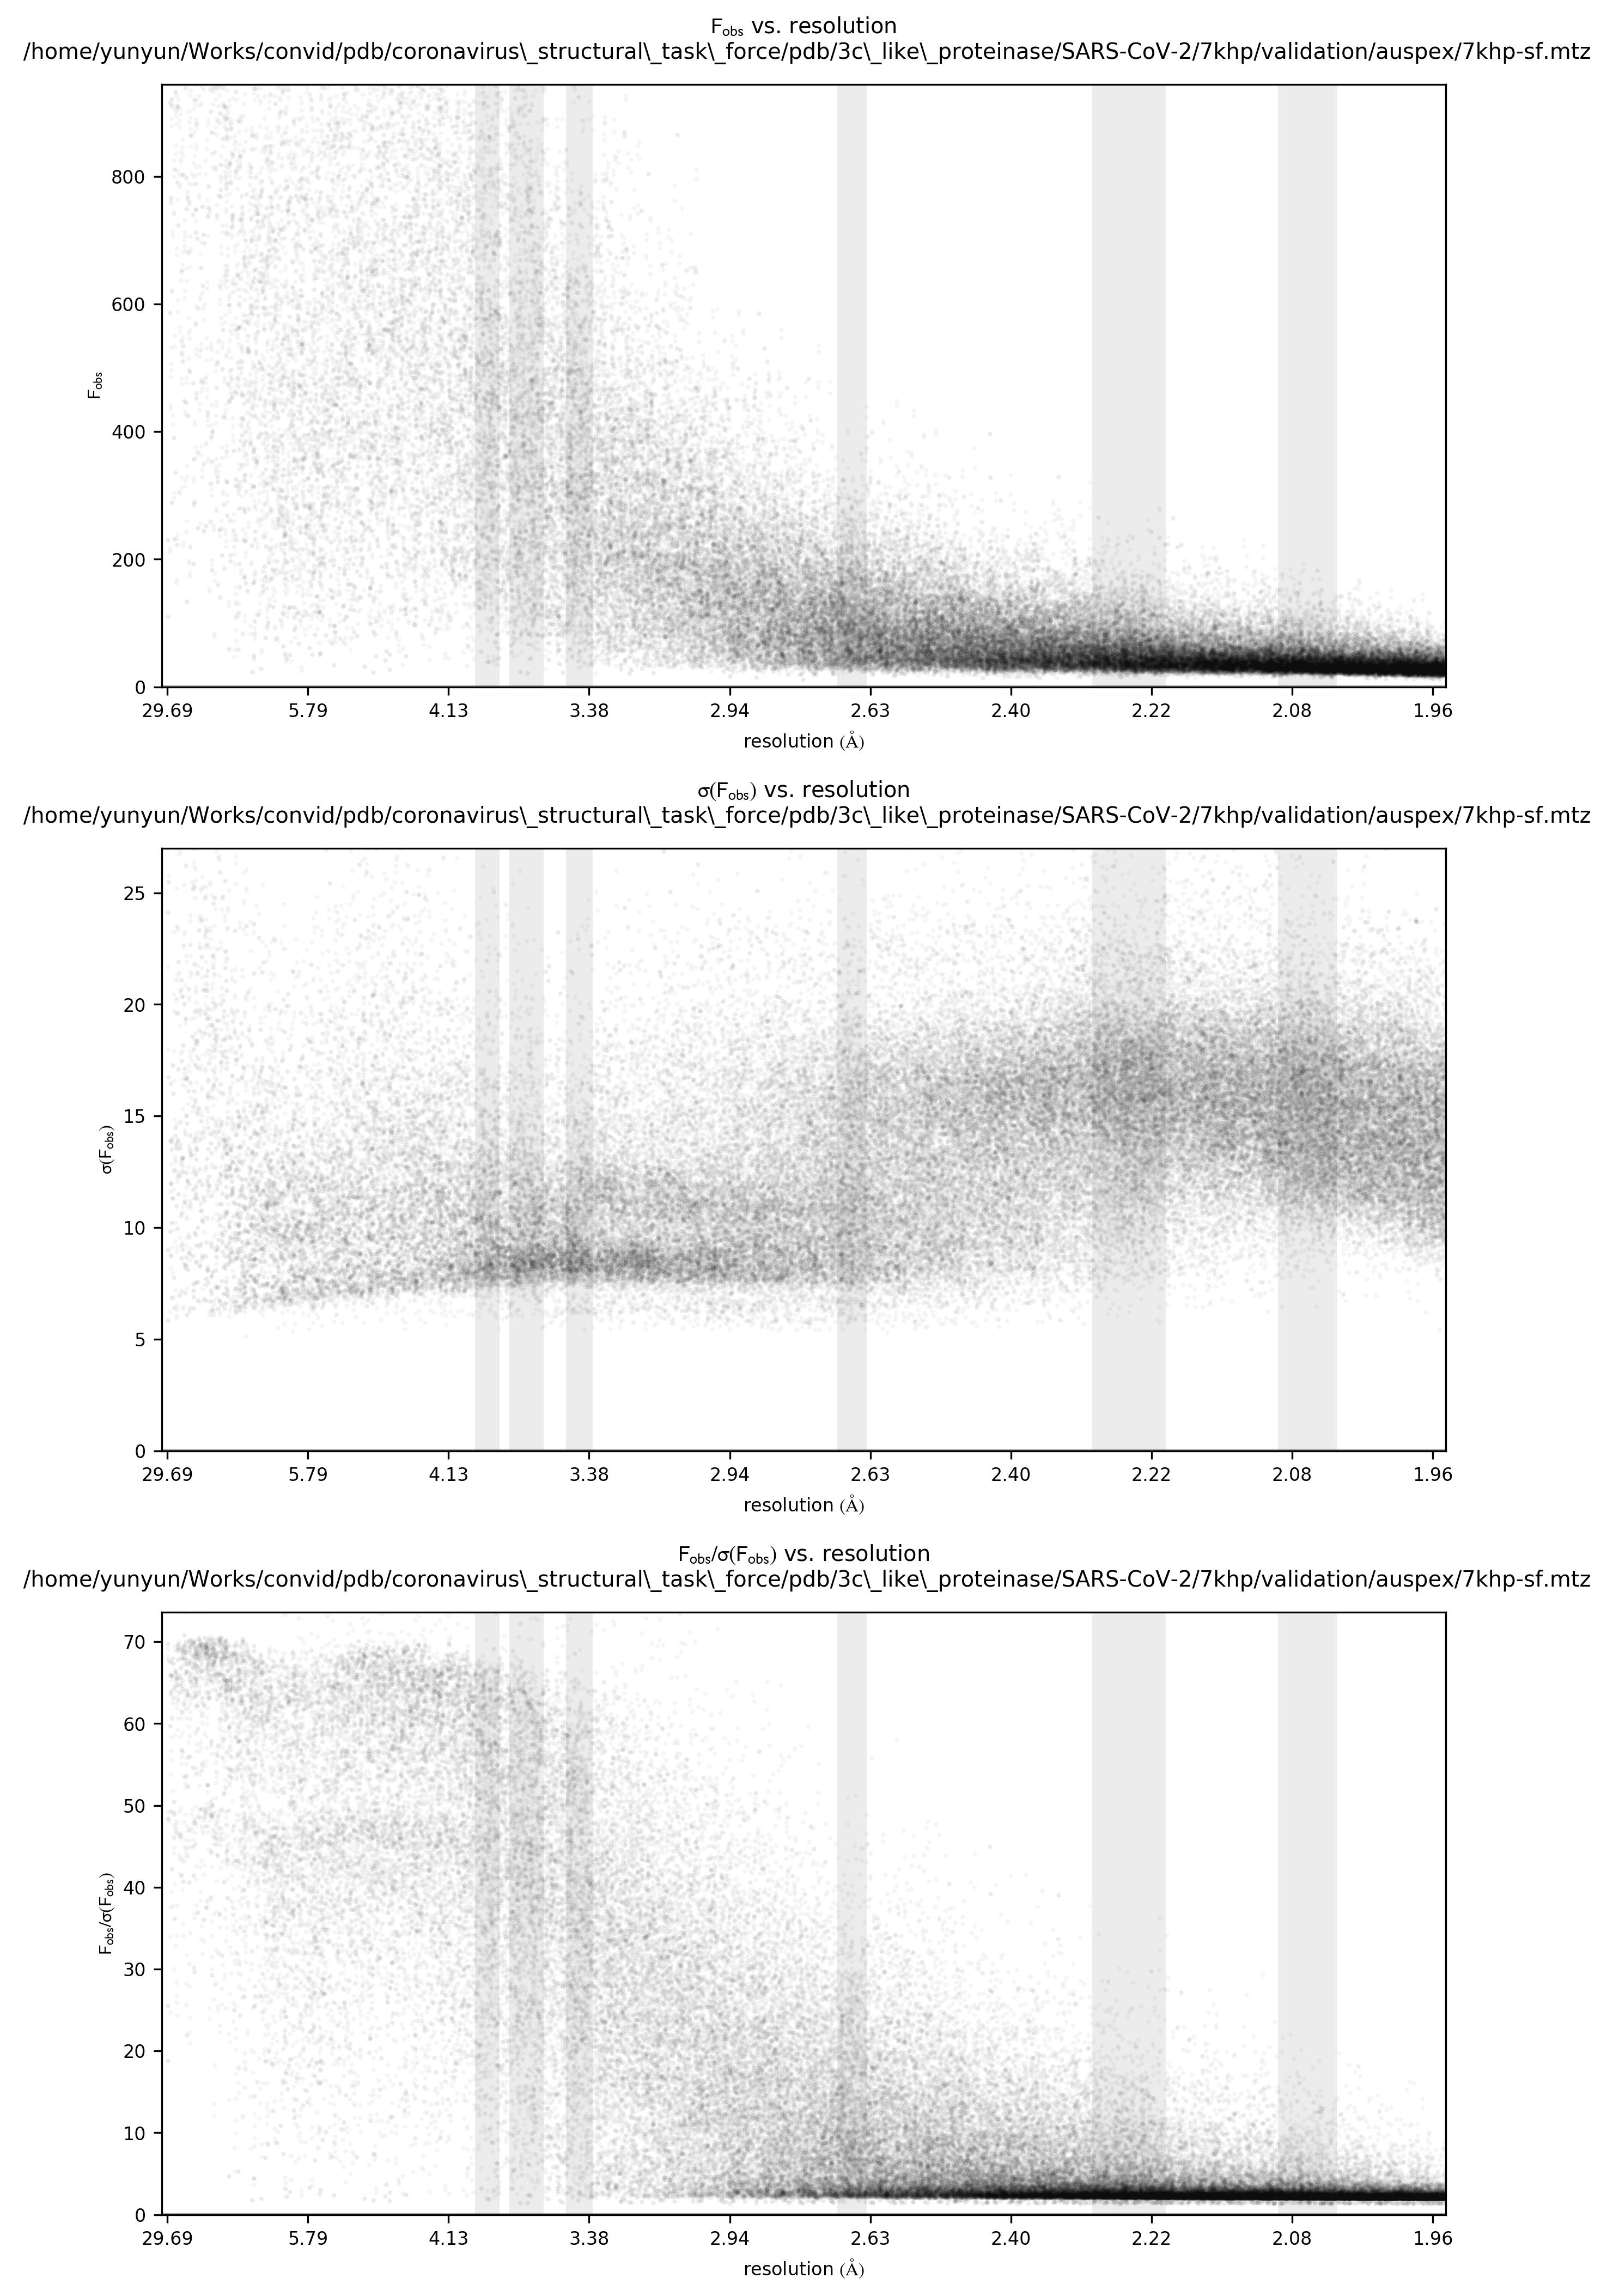 Fobs vs. resolution
/home/yunyun/Works/convid/pdb/coronavirus\_structural\_task\_force/pdb/3c\_like\_proteinase/SARS-CoV-2/7khp/validation/auspex/7khp-sf.mtz
800
600
Fobs
400
200
0
29.69 5.79 4.13 3.38 2.94 2.63 2.40 2.22 2.08 1.96
resolution (Å)
σ(Fobs) vs. resolution
/home/yunyun/Works/convid/pdb/coronavirus\_structural\_task\_force/pdb/3c\_like\_proteinase/SARS-CoV-2/7khp/validation/auspex/7khp-sf.mtz
25
20
15
σ(Fobs)
10
5
0
29.69 5.79 4.13 3.38 2.94 2.63 2.40 2.22 2.08 1.96
resolution (Å)
Fobs/σ(Fobs) vs. resolution
/home/yunyun/Works/convid/pdb/coronavirus\_structural\_task\_force/pdb/3c\_like\_proteinase/SARS-CoV-2/7khp/validation/auspex/7khp-sf.mtz
70
60
50
40
Fobs/σ(Fobs)
30
20
10
0
29.69 5.79 4.13 3.38 2.94 2.63 2.40 2.22 2.08 1.96
resolution (Å)